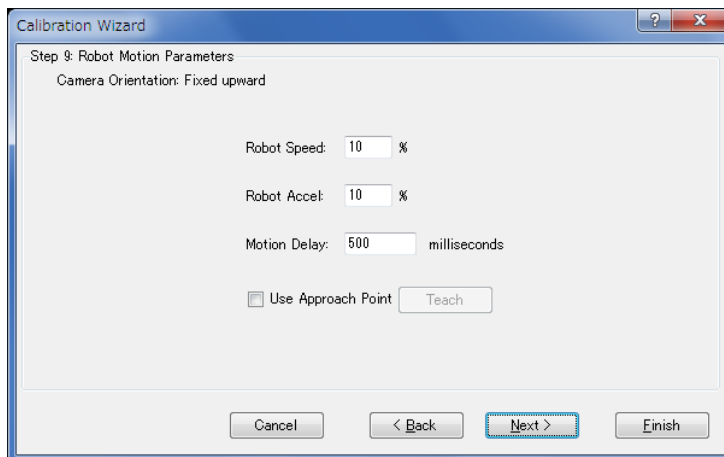 Calibration Wizard
Step 9: Robot Motion Parameters
Camera Orientation: Fixed upward
Robot Speed: 10 %
Robot Accel: 10 %
Motion Delay: 500 milliseconds
Use Approach Point Teach
Cancel < Back Next > Finish